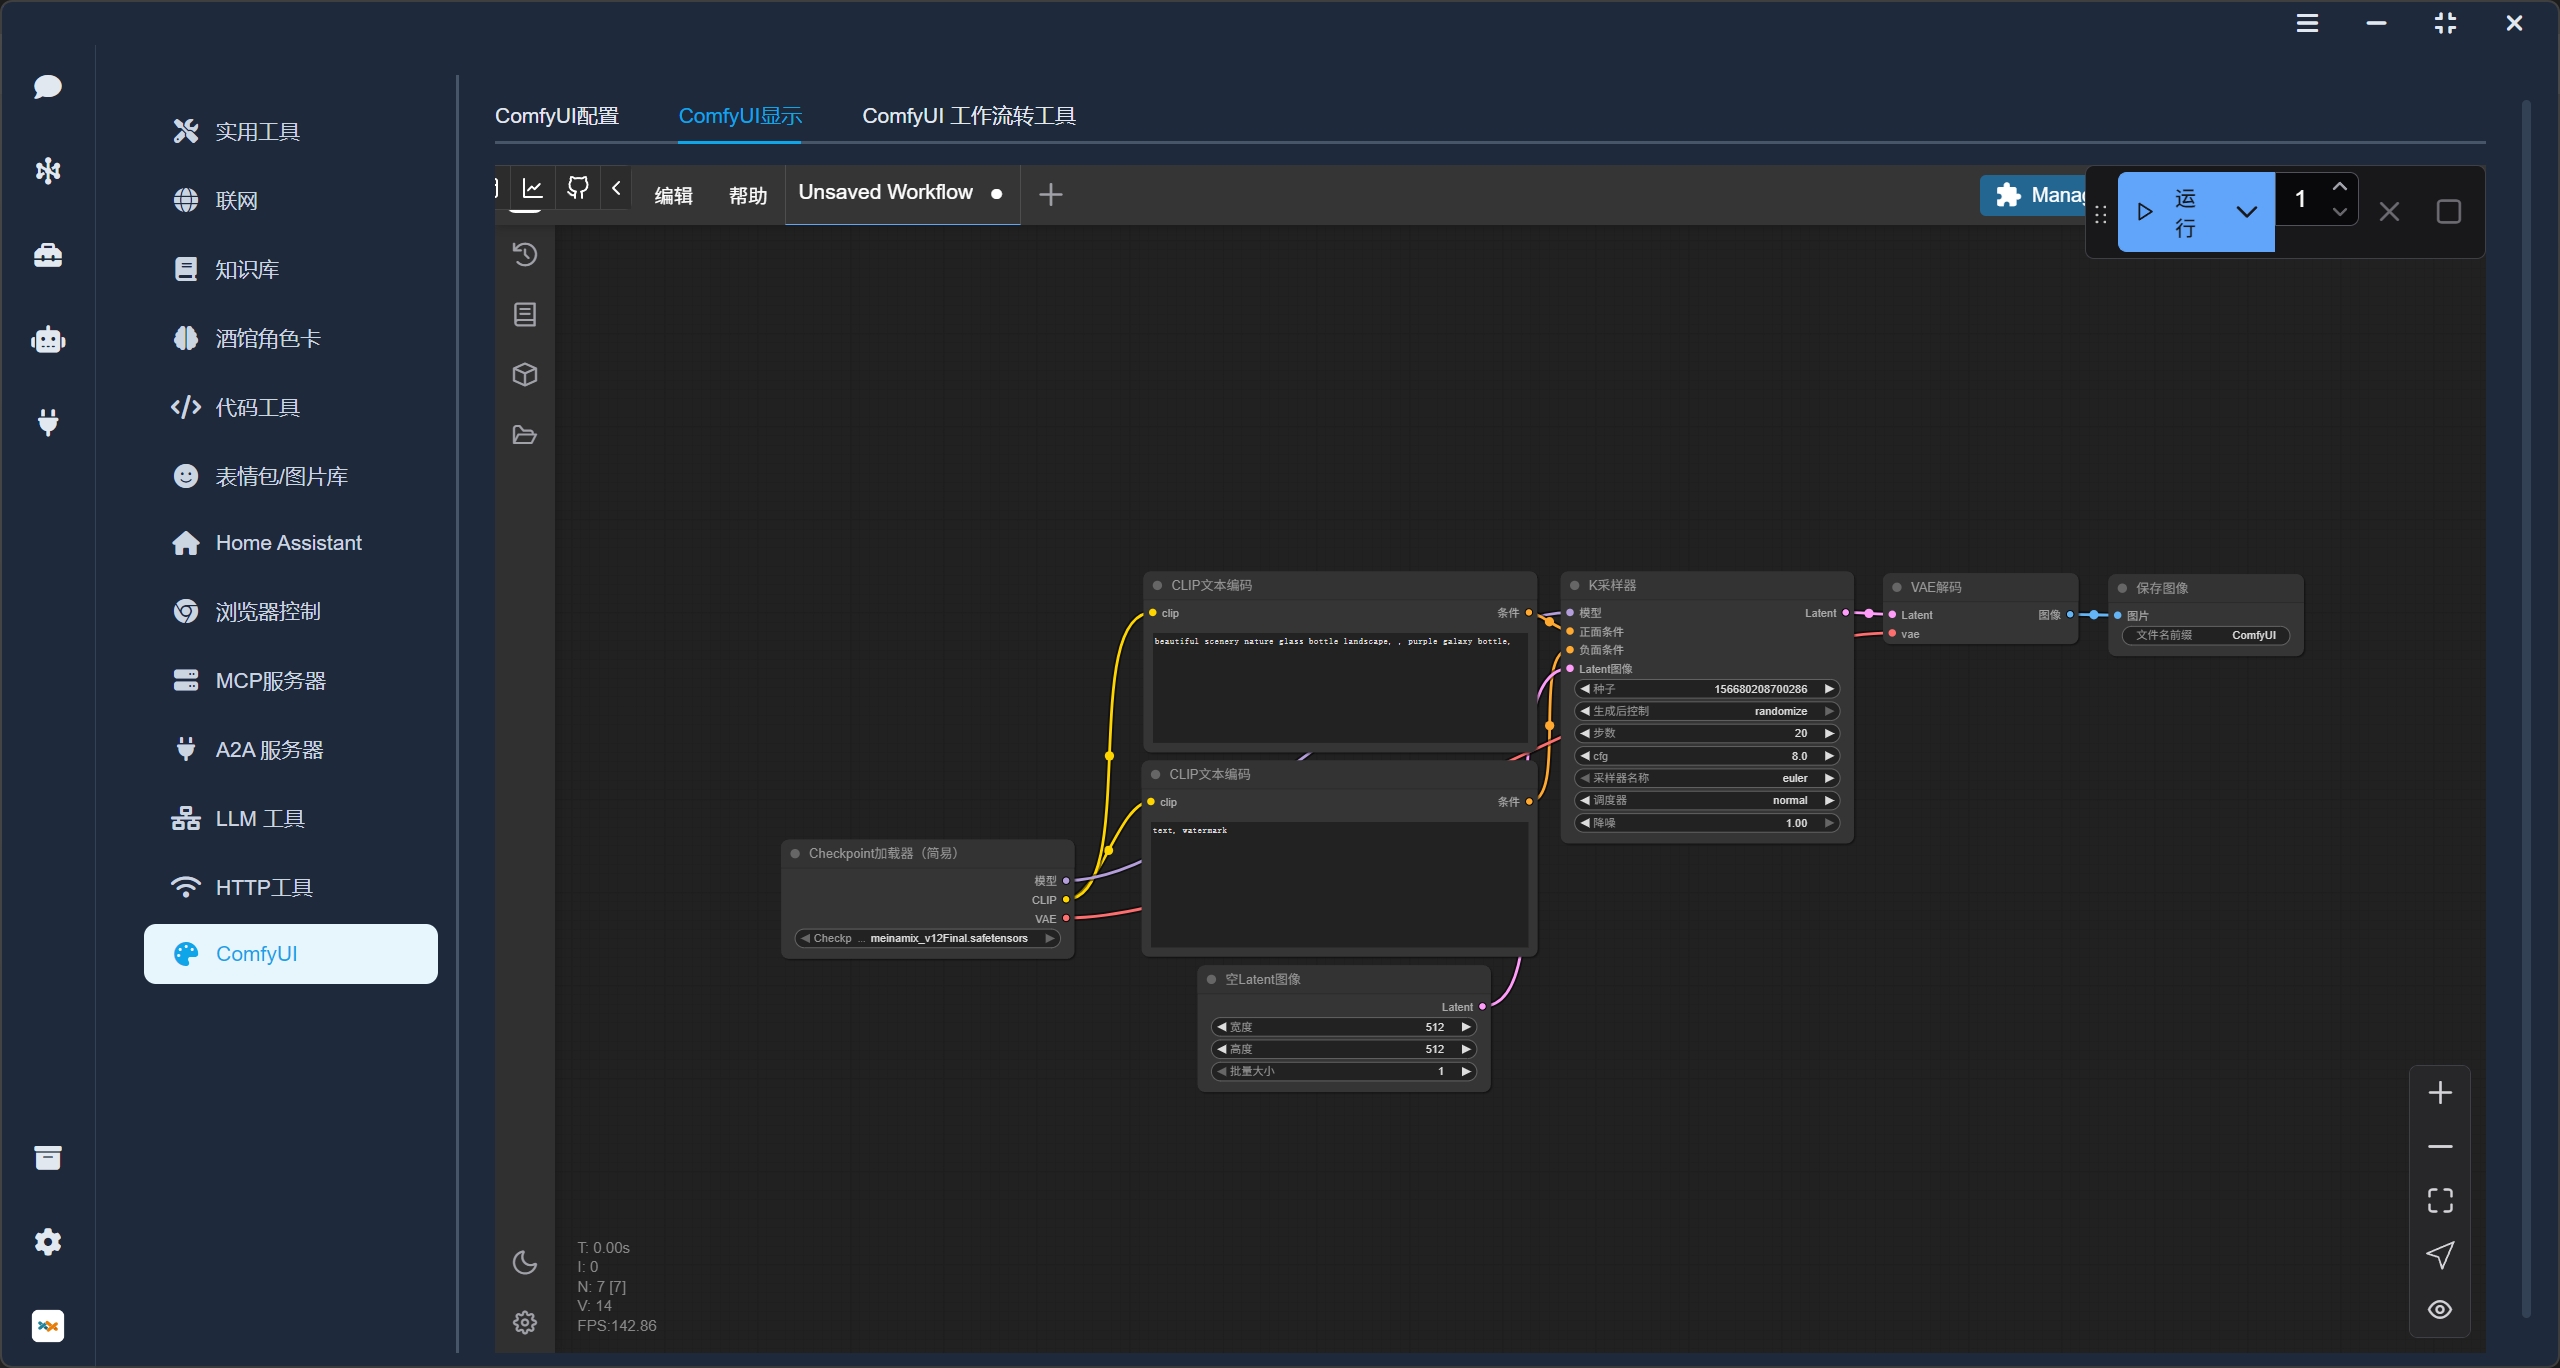 实用工具
联网
知识库
酒馆角色卡
代码工具
表情包/图片库
Home Assistant
浏览器控制
MCP服务器
A2A 服务器
LLM 工具
HTTP工具
ComfyUI
ComfyUI配置
ComfyUI显示
ComfyUI 工作流转工具
编辑
帮助
Unsaved Workflow
Manag
运
行
1
CLIP文本编码
clip
条件
beautiful scenery nature glass bottle landscape, , purple galaxy bottle,
CLIP文本编码
clip
条件
text, watermark
Checkpoint加载器（简易）
模型
CLIP
VAE
Checkp ... meinamix_v12Final.safetensors
空Latent图像
Latent
宽度 512
高度 512
批量大小 1
K采样器
模型
Latent
正面条件
负面条件
Latent图像
种子 156680208700286
生成后控制 randomize
步数 20
cfg 8.0
采样器名称 euler
调度器 normal
降噪 1.00
VAE解码
Latent
图像
vae
保存图像
图片
文件名前缀 ComfyUI
T: 0.00s
I: 0
N: 7 [7]
V: 14
FPS:142.86